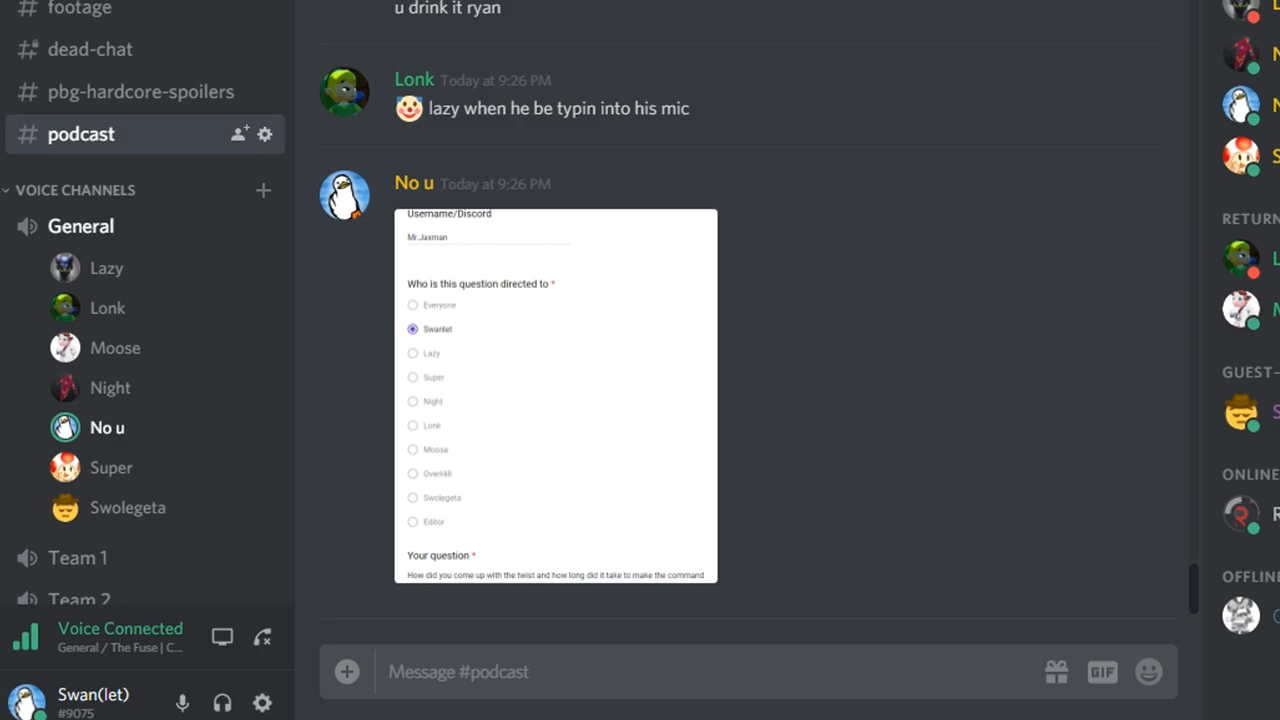 footage
dead-chat
pbg-hardcore-spoilers
podcast
VOICE CHANNELS
General
Lazy
Lonk
Moose
Night
No u
Super
Swolegeta
Team 1
Team 2
Voice Connected
General / The Fuse | C...
Swan(let)
#9075
u drink it ryan
Lonk Today at 9:26 PM
🤡 lazy when he be typin into his mic
No u Today at 9:26 PM
Username/Discord
Mr.Jaxman
Who is this question directed to *
Everyone
Swanlet
Lazy
Super
Night
Lonk
Moose
OverHill
Swolegeta
Editor
Your question *
How did you come up with the twist and how long did it take to make the command
Message #podcast
GIF
N
N
S
RETURN
L
M
GUEST-
S
ONLINE
R
OFFLINE